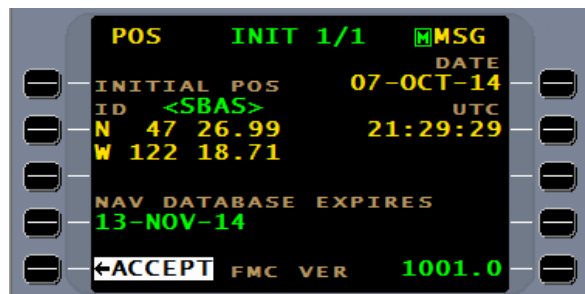 POS INIT 1/1 MMSG
DATE
INITIAL POS 07-OCT-14
ID <SBAS> UTC
N 47 26.99 21:29:29
W 122 18.71
NAV DATABASE EXPIRES
13-NOV-14
←ACCEPT FMC VER 1001.0